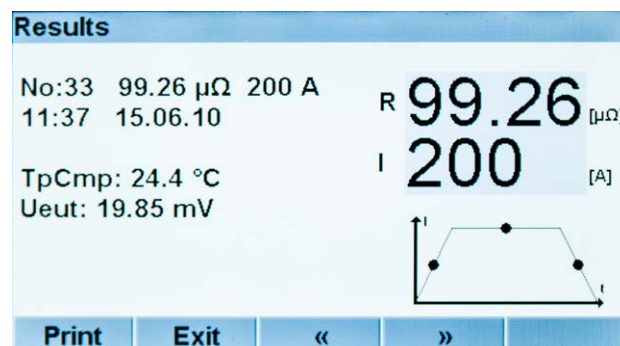 Results
No:33 99.26 µΩ 200 A
11:37 15.06.10
R 99.26 [µΩ]
I 200 [A]
TpCmp: 24.4 °C
Ueut: 19.85 mV
I
t
Print Exit « »